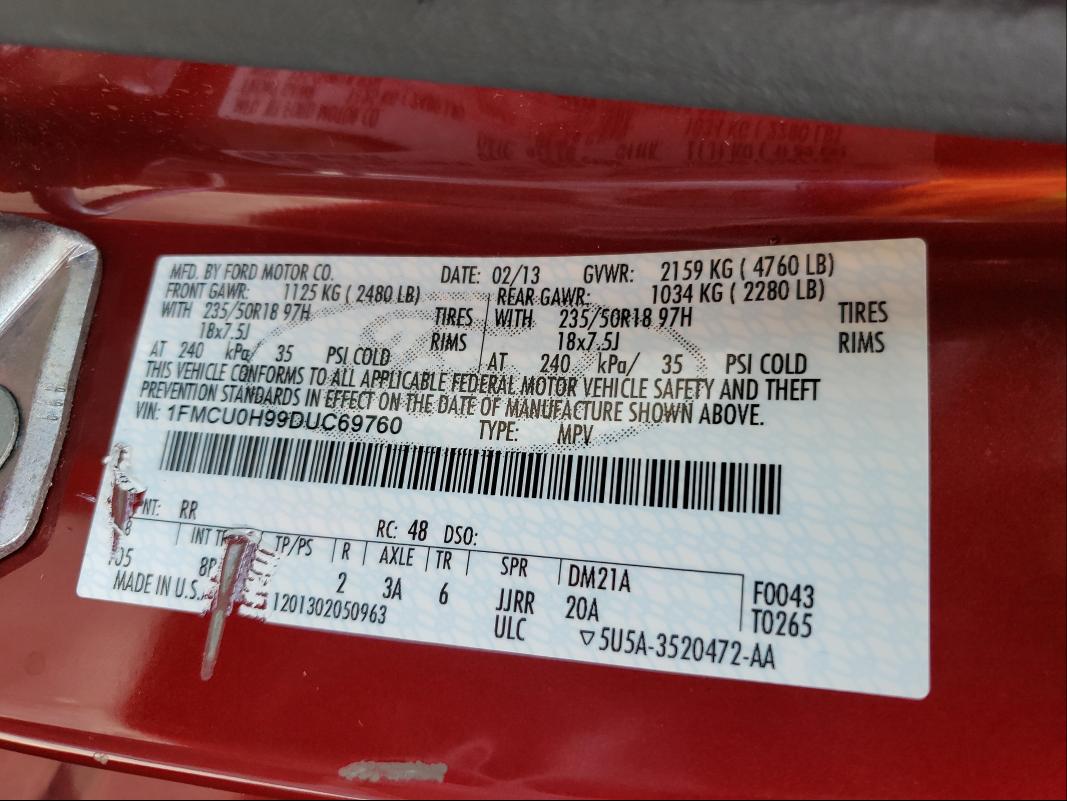 MFD. BY FORD MOTOR CO. DATE: 02/13 GVWR: 2159 KG ( 4760 LB)
FRONT GAWR: 1125 KG ( 2480 LB) REAR GAWR: 1034 KG ( 2280 LB)
WITH 235/50R18 97H TIRES WITH 235/50R18 97H TIRES
18x7.5J RIMS 18x7.5J RIMS
AT 240 kPa/ 35 PSI COLD AT 240 kPa/ 35 PSI COLD
THIS VEHICLE CONFORMS TO ALL APPLICABLE FEDERAL MOTOR VEHICLE SAFETY AND THEFT
PREVENTION STANDARDS IN EFFECT ON THE DATE OF MANUFACTURE SHOWN ABOVE.
VIN: 1FMCU0H99DUC69760 TYPE: MPV
NT: RR
RC: 48 DSO:
INT TP/PS R AXLE TR SPR DM21A F0043
8P 2 3A 6 JJRR 20A T0265
MADE IN U.S. 1201302050963 ULC ▽5U5A-3520472-AA